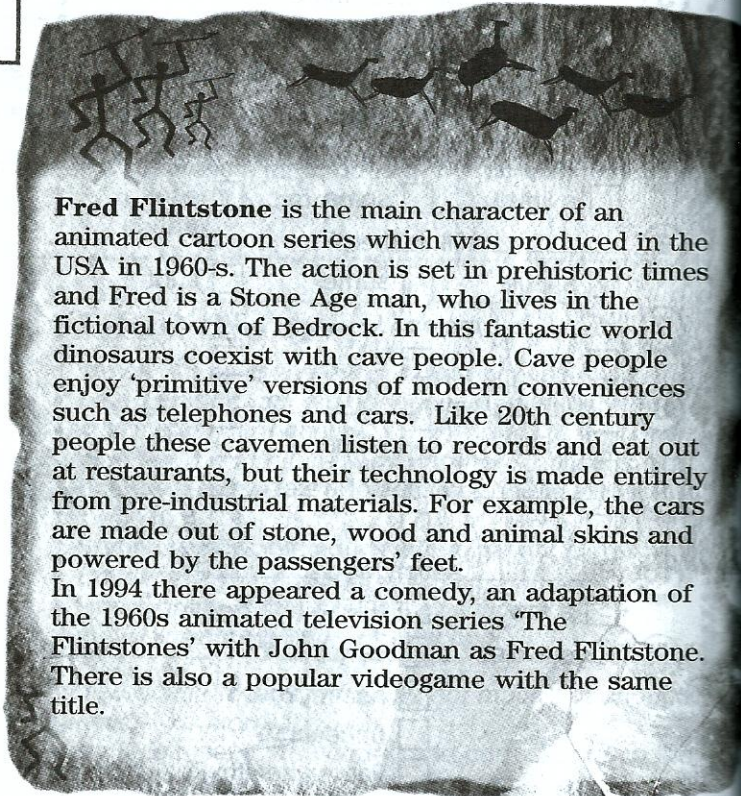 Fred Flintstone is the main character of an
animated cartoon series which was produced in the
USA in 1960-s. The action is set in prehistoric times
and Fred is a Stone Age man, who lives in the
fictional town of Bedrock. In this fantastic world
dinosaurs coexist with cave people. Cave people
enjoy ‘primitive’ versions of modern conveniences
such as telephones and cars. Like 20th century
people these cavemen listen to records and eat out
at restaurants, but their technology is made entirely
from pre-industrial materials. For example, the cars
are made out of stone, wood and animal skins and
powered by the passengers’ feet.
In 1994 there appeared a comedy, an adaptation of
the 1960s animated television series ‘The
Flintstones’ with John Goodman as Fred Flintstone.
There is also a popular videogame with the same
title.